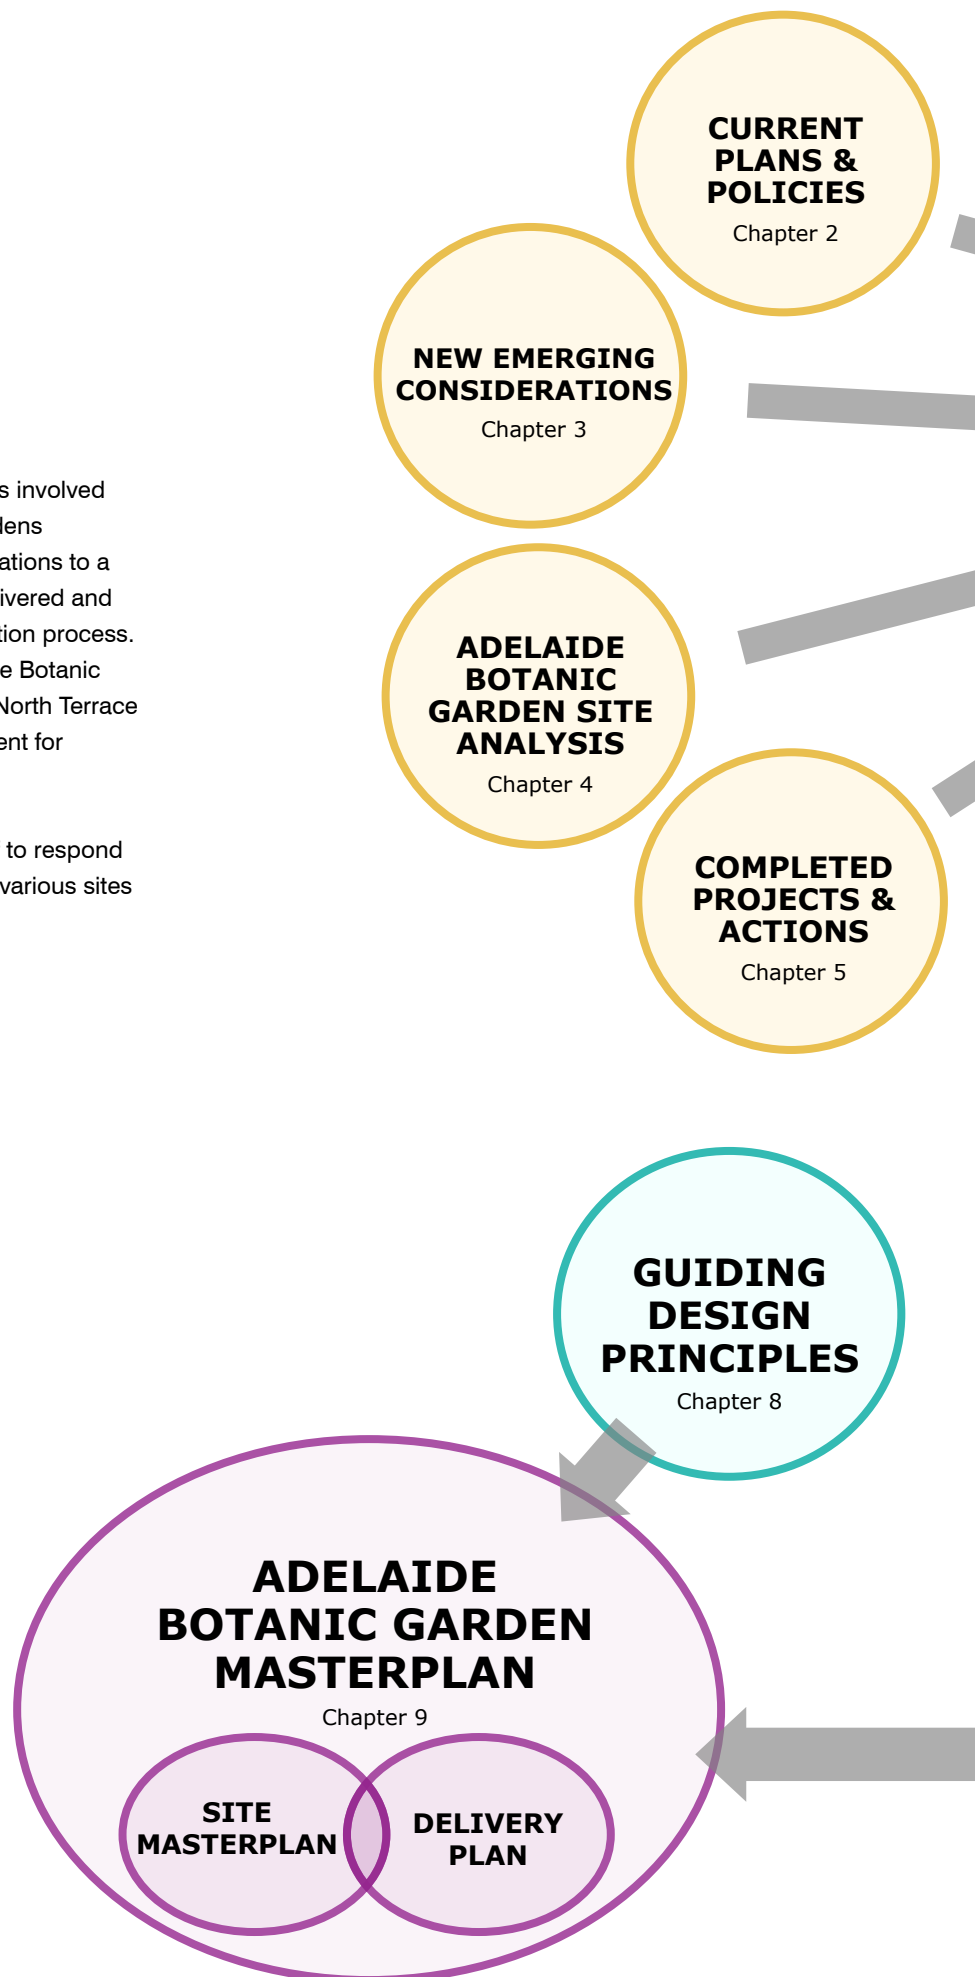 CURRENT
PLANS &
POLICIES
Chapter 2
NEW EMERGING
CONSIDERATIONS
Chapter 3
s involved
dens
ations to a
ivered and
tion process.
e Botanic
North Terrace
ent for
to respond
various sites
ADELAIDE
BOTANIC
GARDEN SITE
ANALYSIS
Chapter 4
COMPLETED
PROJECTS &
ACTIONS
Chapter 5
GUIDING
DESIGN
PRINCIPLES
Chapter 8
ADELAIDE
BOTANIC GARDEN
MASTERPLAN
Chapter 9
SITE
MASTERPLAN
DELIVERY
PLAN